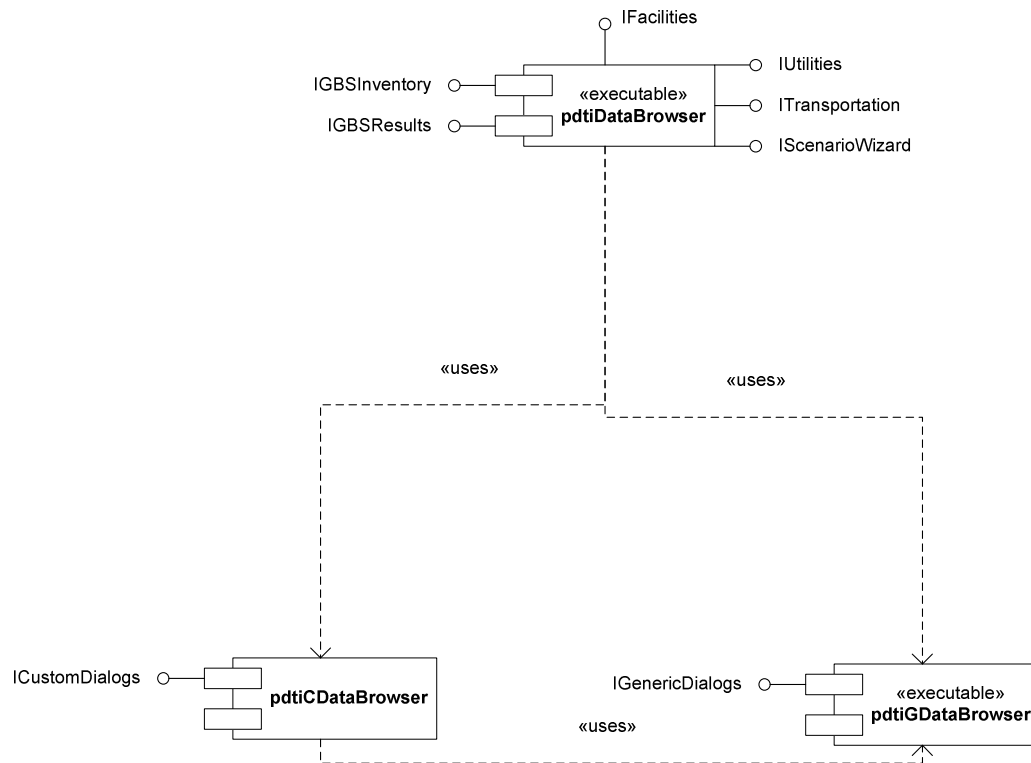 IFacilities
IUtilities
IGBSInventory
«executable»
pdtiDataBrowser
ITransportation
IGBSResults
IScenarioWizard
«uses»
«uses»
ICustomDialogs
pdtiCDataBrowser
IGenericDialogs
«executable»
pdtiGDataBrowser
«uses»